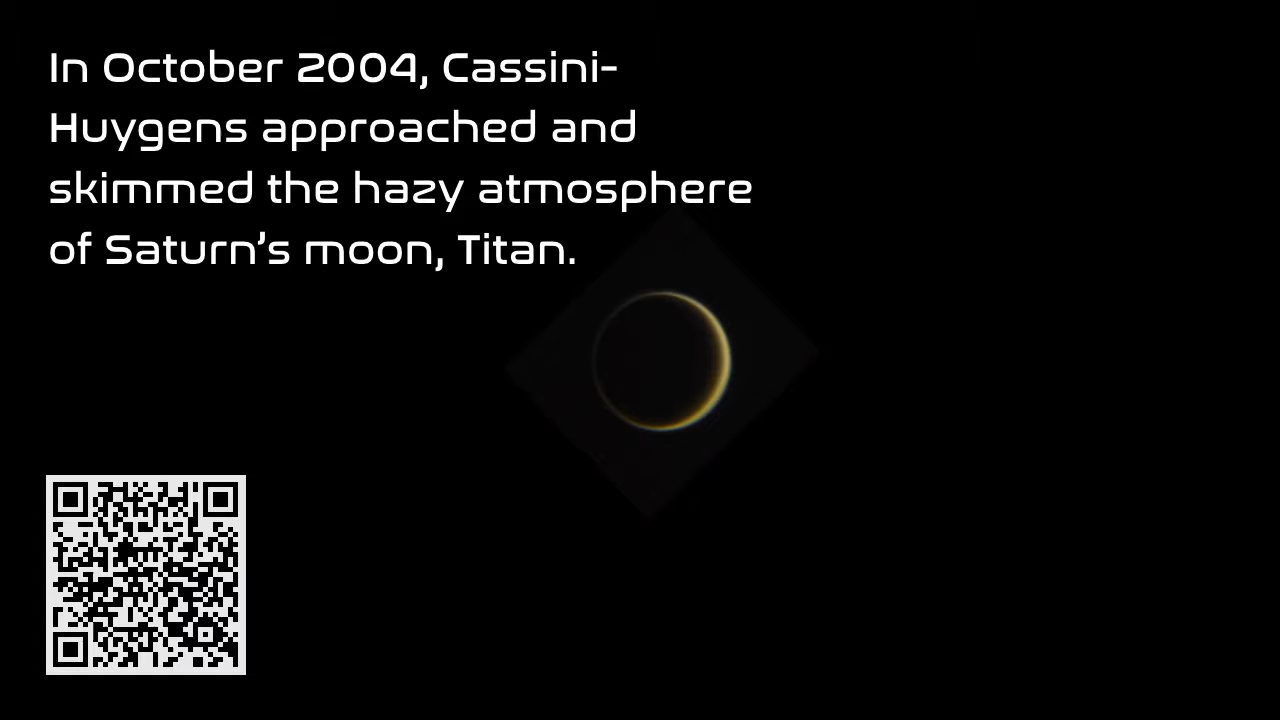 In October 2004, Cassini-
Huygens approached and
skimmed the hazy atmosphere
of Saturn’s moon, Titan.